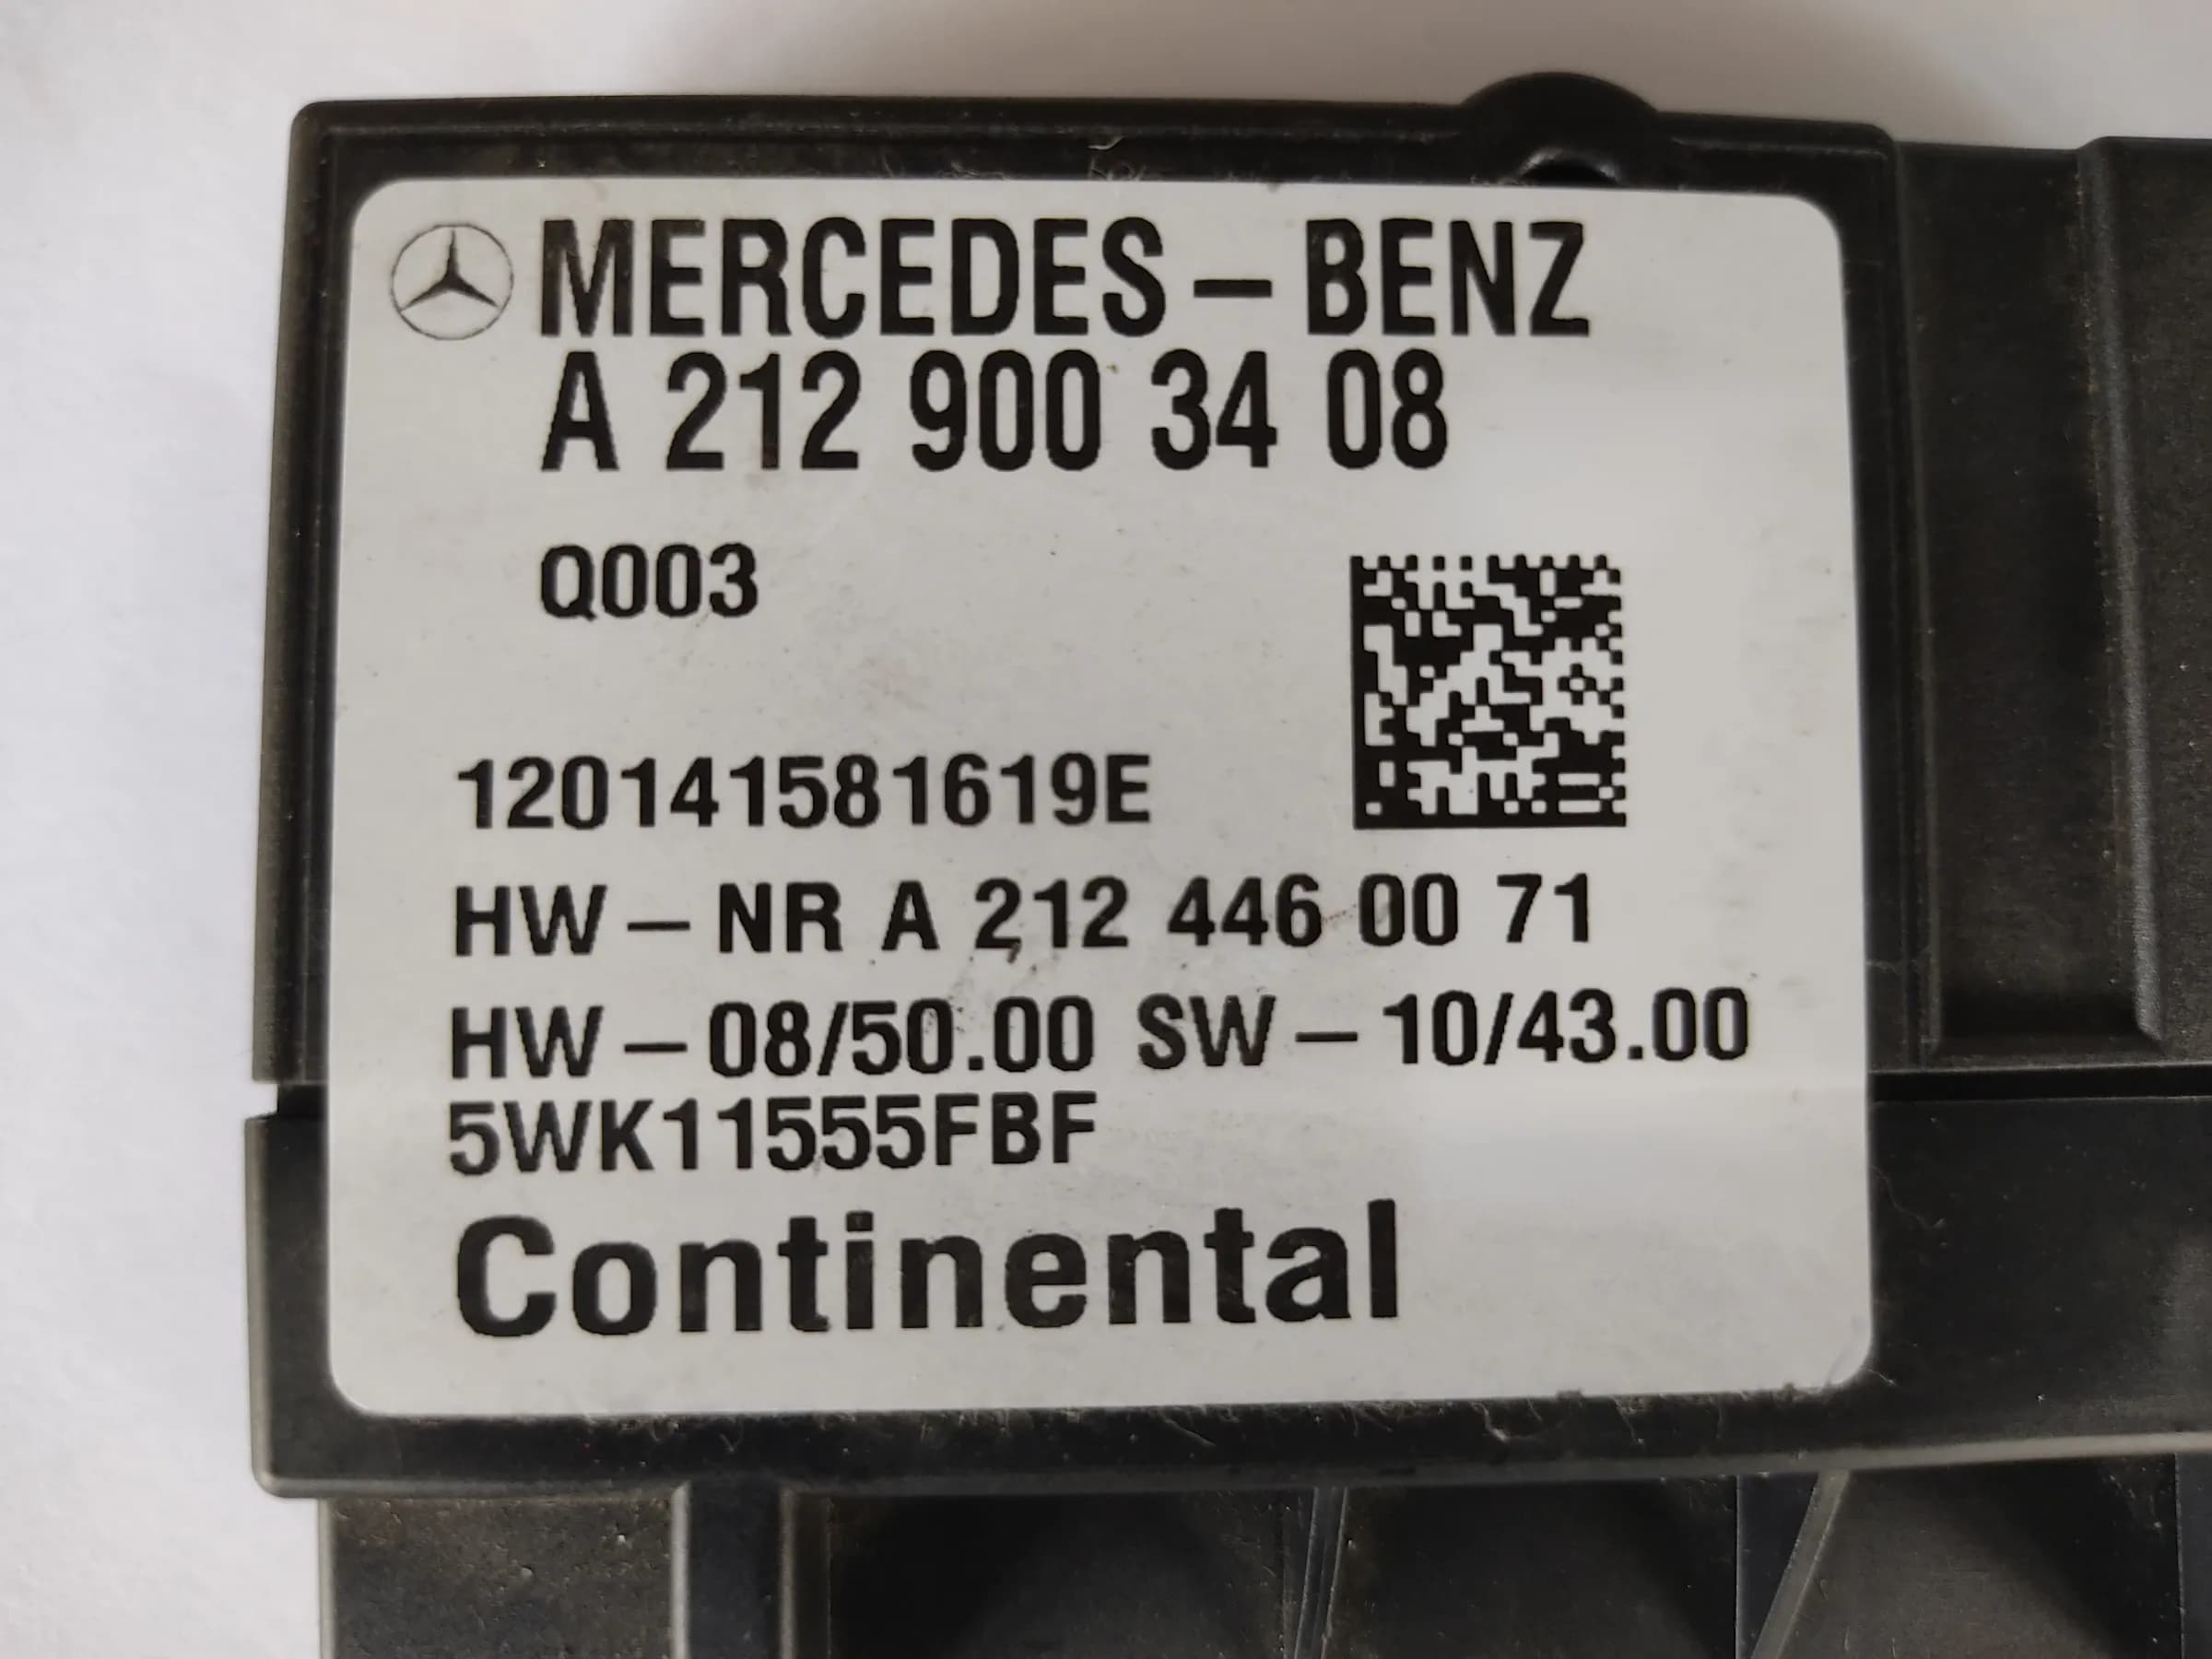 MERCEDES-BENZ
A 212 900 34 08
Q003
120141581619E
HW-NR A 212 446 00 71
HW-08/50.00 SW-10/43.00
5WK11555FBF
Continental